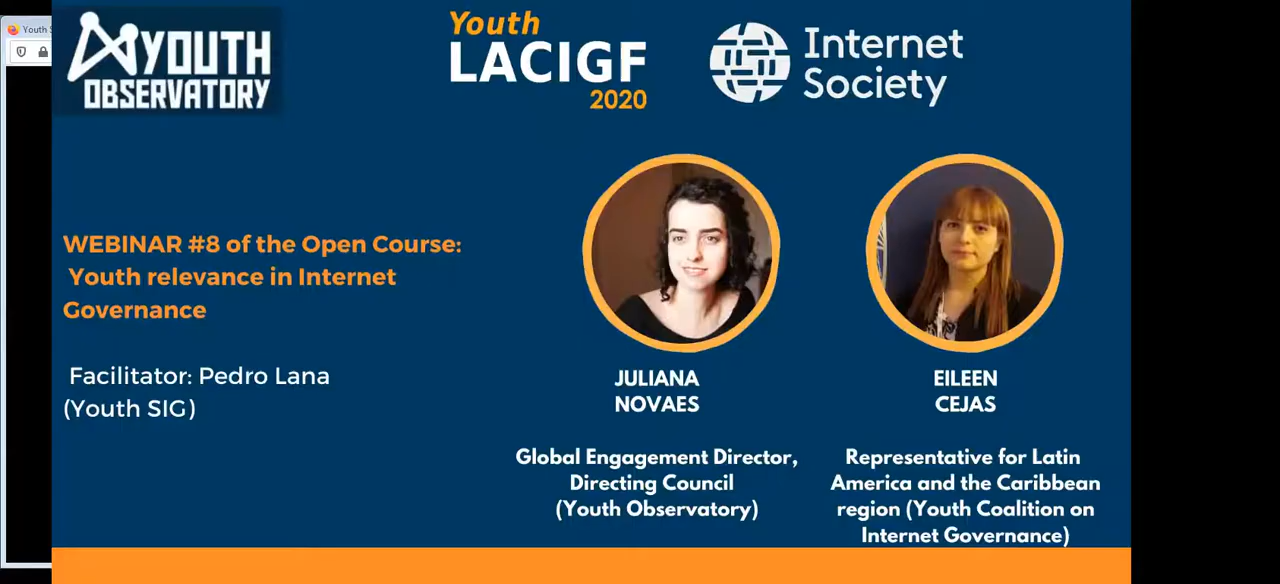 Youth S
YOUTH
OBSERVATORY
Youth
LACIGF
2020
Internet
Society
WEBINAR #8 of the Open Course:
Youth relevance in Internet
Governance
Facilitator: Pedro Lana
(Youth SIG)
JULIANA
NOVAES
Global Engagement Director,
Directing Council
(Youth Observatory)
EILEEN
CEJAS
Representative for Latin
America and the Caribbean
region (Youth Coalition on
Internet Governance)